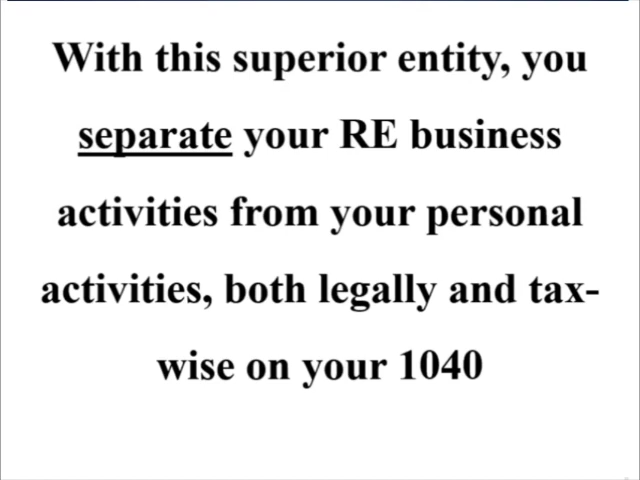 With this superior entity, you
separate your RE business
activities from your personal
activities, both legally and tax-
wise on your 1040